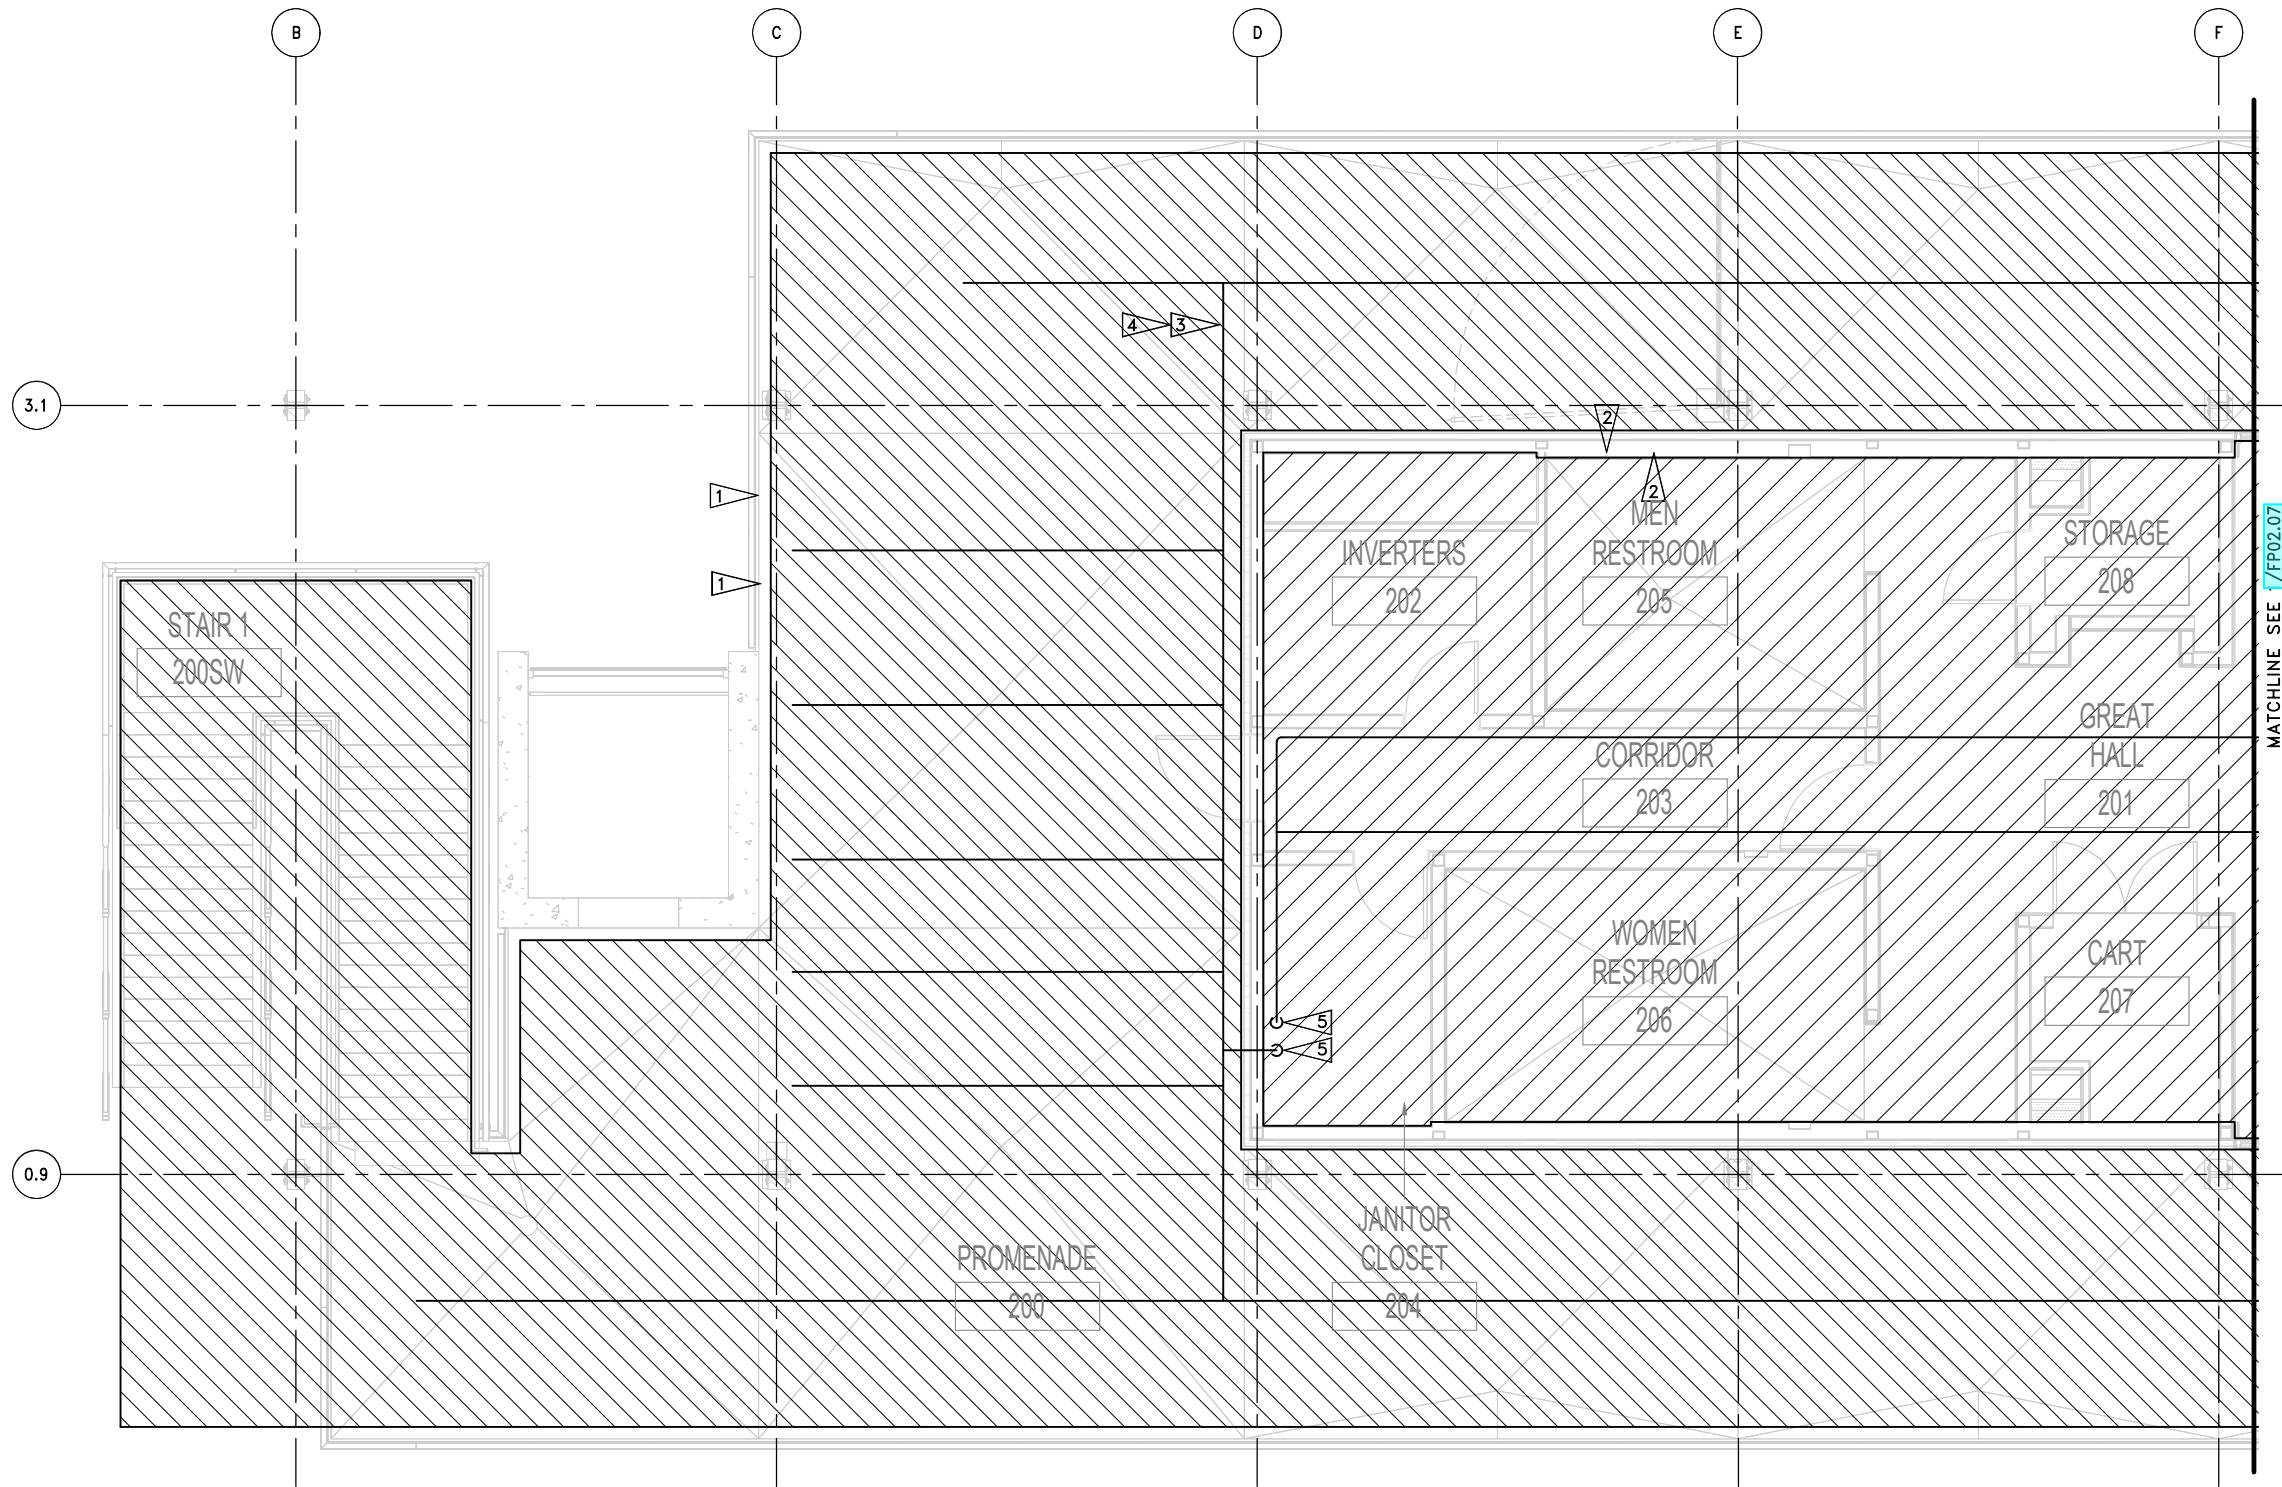 B
C
D
E
F
3.1
4
3
2
1
2
MEN
RESTROOM
205
INVERTERS
202
STORAGE
208
1
STAIR 1
200SW
MATCHLINE SEE /FP02.07
GREAT
HALL
201
CORRIDOR
203
WOMEN
RESTROOM
206
CART
207
5
5
0.9
PROMENADE
200
JANITOR
CLOSET
204